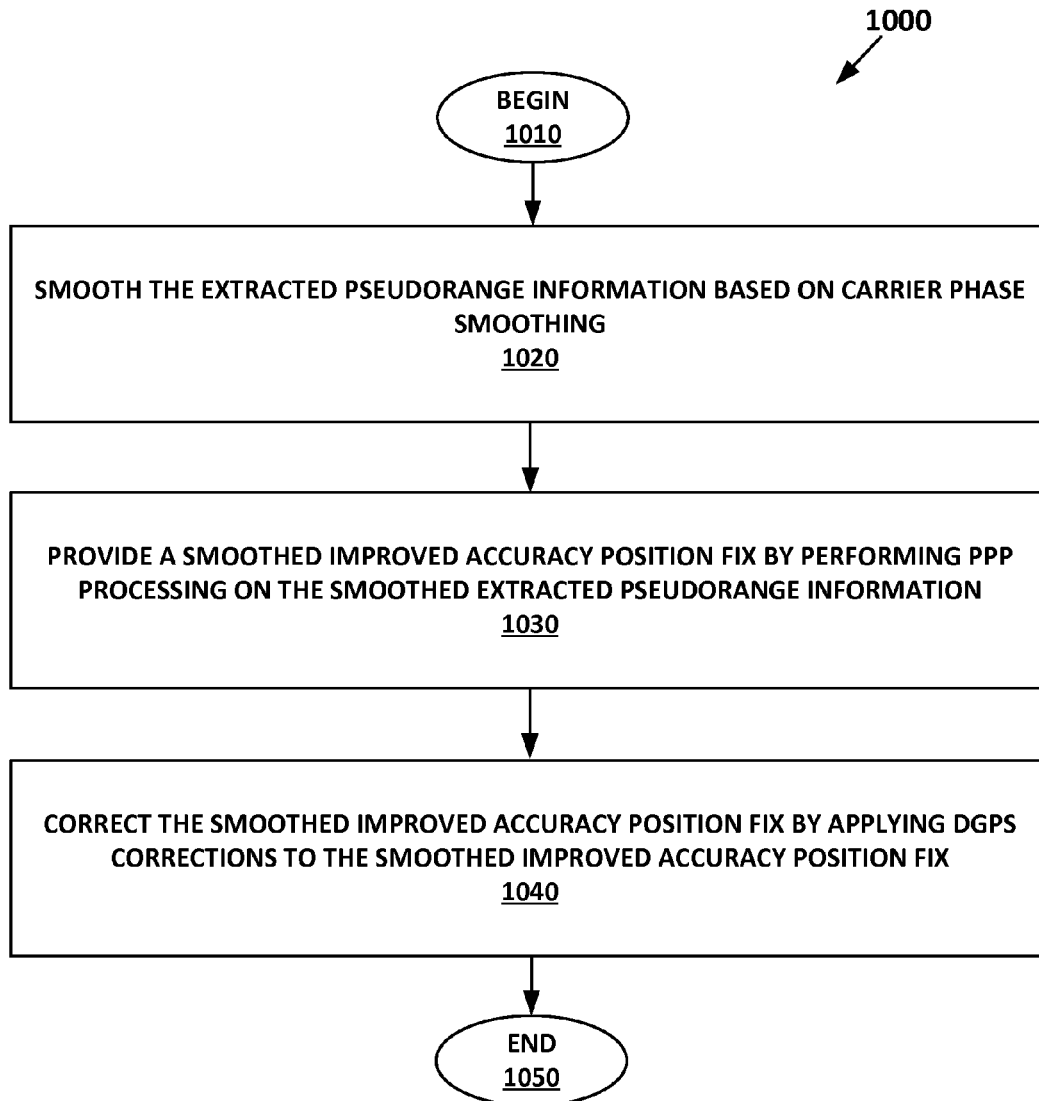 1000
BEGIN
1010
SMOOTH THE EXTRACTED PSEUDORANGE INFORMATION BASED ON CARRIER PHASE
SMOOTHING
1020
PROVIDE A SMOOTHED IMPROVED ACCURACY POSITION FIX BY PERFORMING PPP
PROCESSING ON THE SMOOTHED EXTRACTED PSEUDORANGE INFORMATION
1030
CORRECT THE SMOOTHED IMPROVED ACCURACY POSITION FIX BY APPLYING DGPS
CORRECTIONS TO THE SMOOTHED IMPROVED ACCURACY POSITION FIX
1040
END
1050